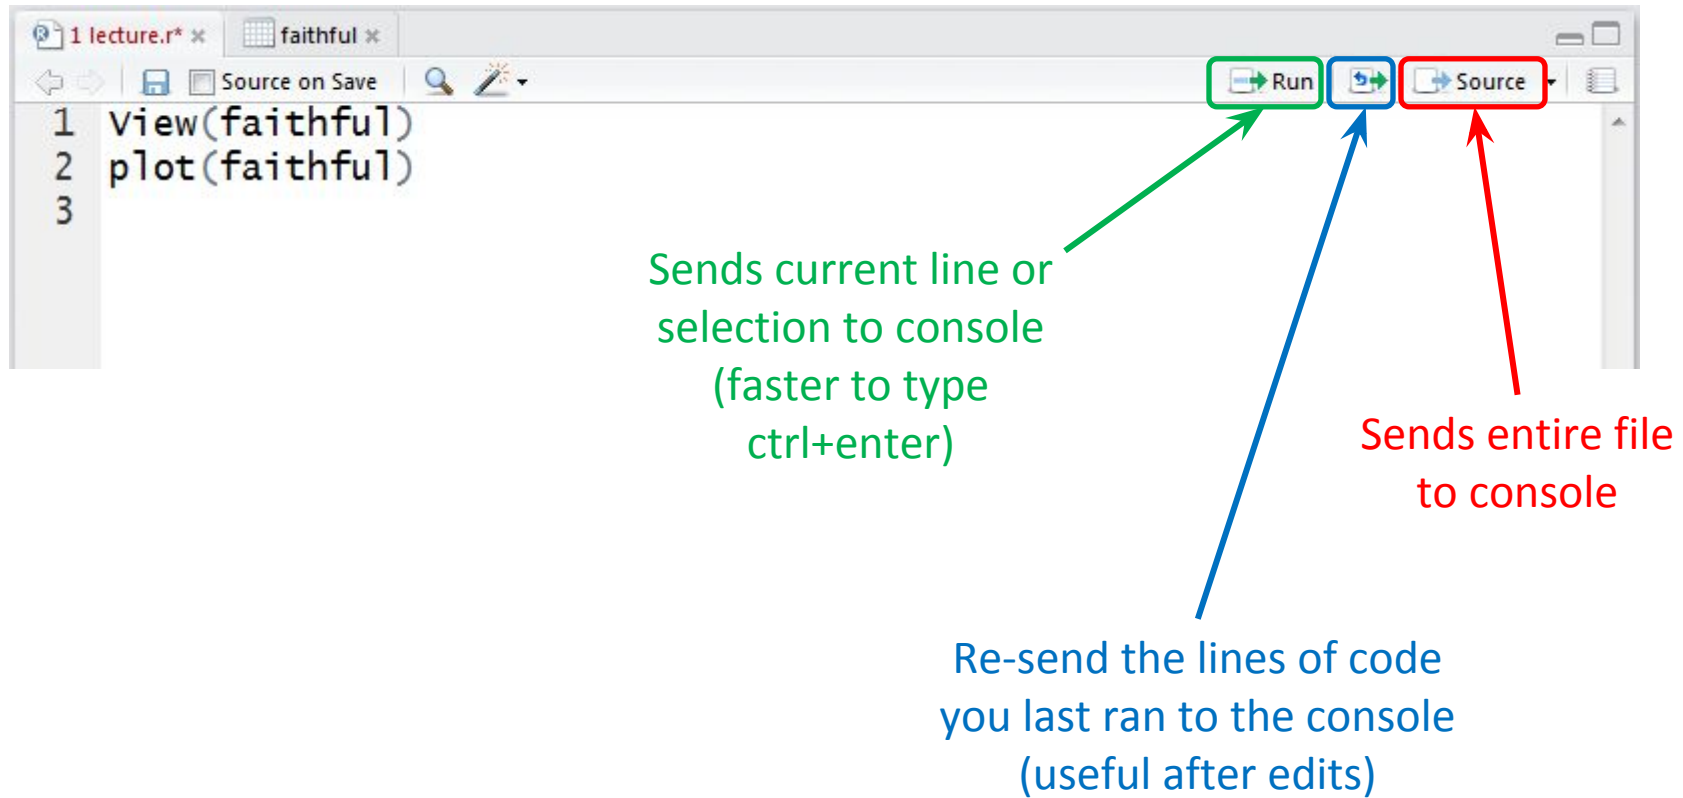 1 lecture.r* faithful
Source on Save Run Source
1 View(faithful)
2 plot(faithful)
3
Sends current line or
selection to console
(faster to type
ctrl+enter)
Sends entire file
to console
Re-send the lines of code
you last ran to the console
(useful after edits)